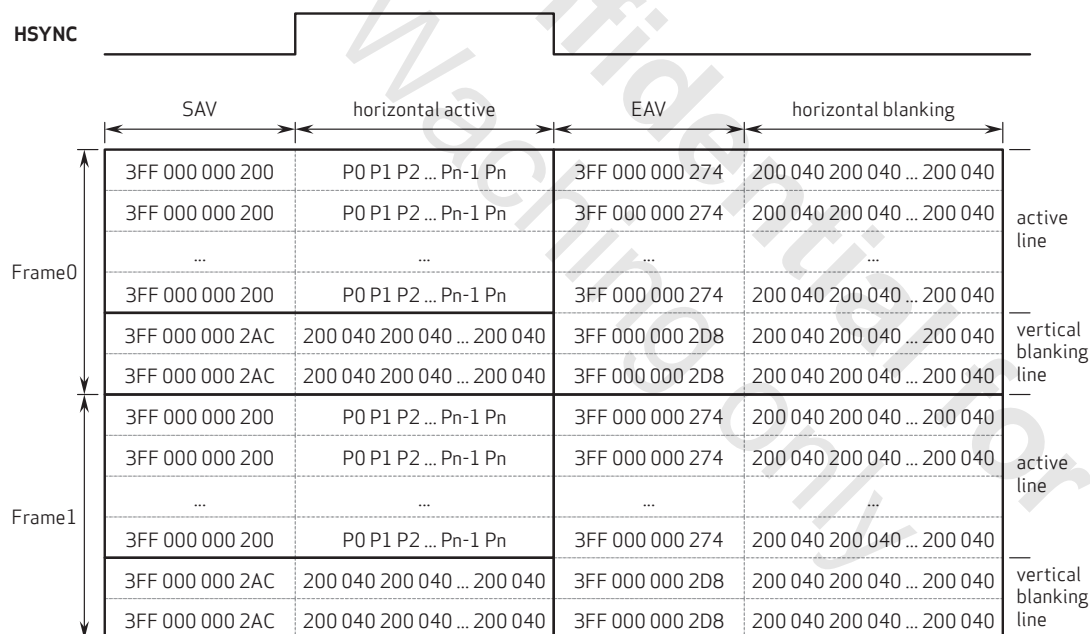 HSYNC
SAV horizontal active EAV horizontal blanking
3FF 000 000 200 P0 P1 P2 ... Pn-1 Pn 3FF 000 000 274 200 040 200 040 ... 200 040
3FF 000 000 200 P0 P1 P2 ... Pn-1 Pn 3FF 000 000 274 200 040 200 040 ... 200 040 active
line
... ... ... ...
Frame0
3FF 000 000 200 P0 P1 P2 ... Pn-1 Pn 3FF 000 000 274 200 040 200 040 ... 200 040
3FF 000 000 2AC 200 040 200 040 ... 200 040 3FF 000 000 2D8 200 040 200 040 ... 200 040 vertical
blanking
3FF 000 000 2AC 200 040 200 040 ... 200 040 3FF 000 000 2D8 200 040 200 040 ... 200 040 line
3FF 000 000 200 P0 P1 P2 ... Pn-1 Pn 3FF 000 000 274 200 040 200 040 ... 200 040
3FF 000 000 200 P0 P1 P2 ... Pn-1 Pn 3FF 000 000 274 200 040 200 040 ... 200 040 active
line
... ... ... ...
Frame1
3FF 000 000 200 P0 P1 P2 ... Pn-1 Pn 3FF 000 000 274 200 040 200 040 ... 200 040
3FF 000 000 2AC 200 040 200 040 ... 200 040 3FF 000 000 2D8 200 040 200 040 ... 200 040 vertical
blanking
3FF 000 000 2AC 200 040 200 040 ... 200 040 3FF 000 000 2D8 200 040 200 040 ... 200 040 line
fidential for
Waching only